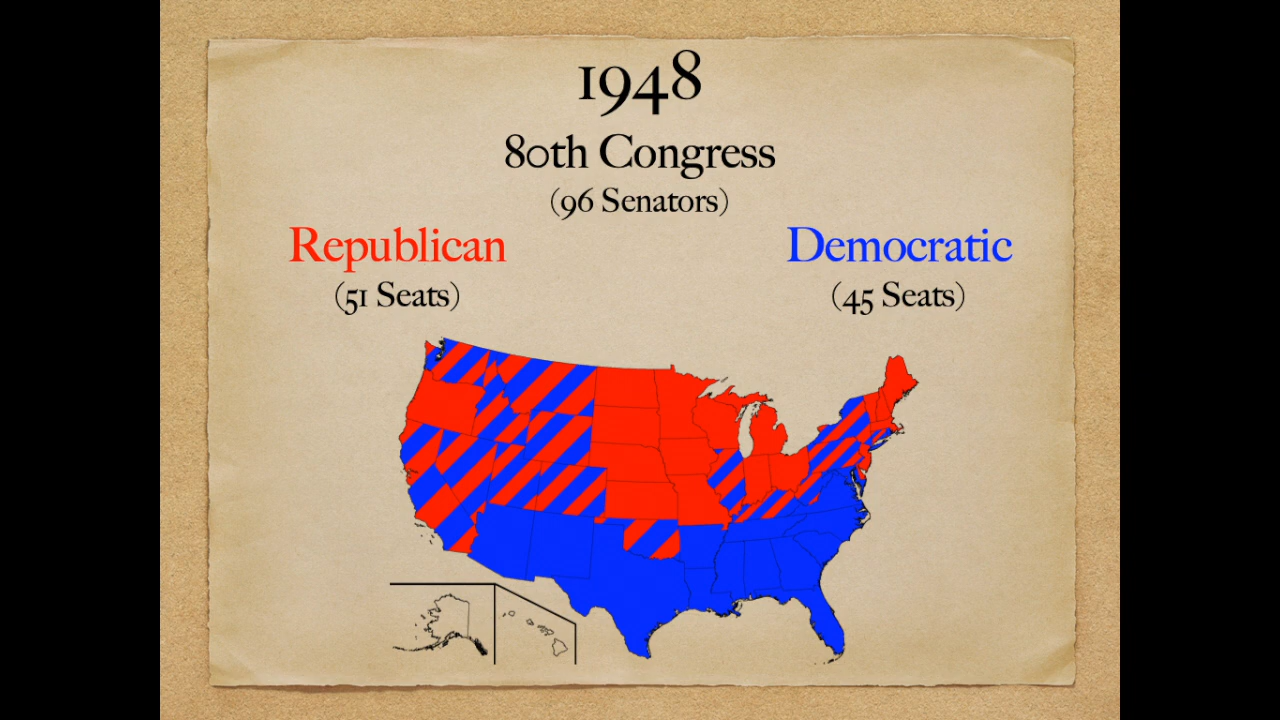 1948
80th Congress
(96 Senators)
Republican
(51 Seats)
Democratic
(45 Seats)